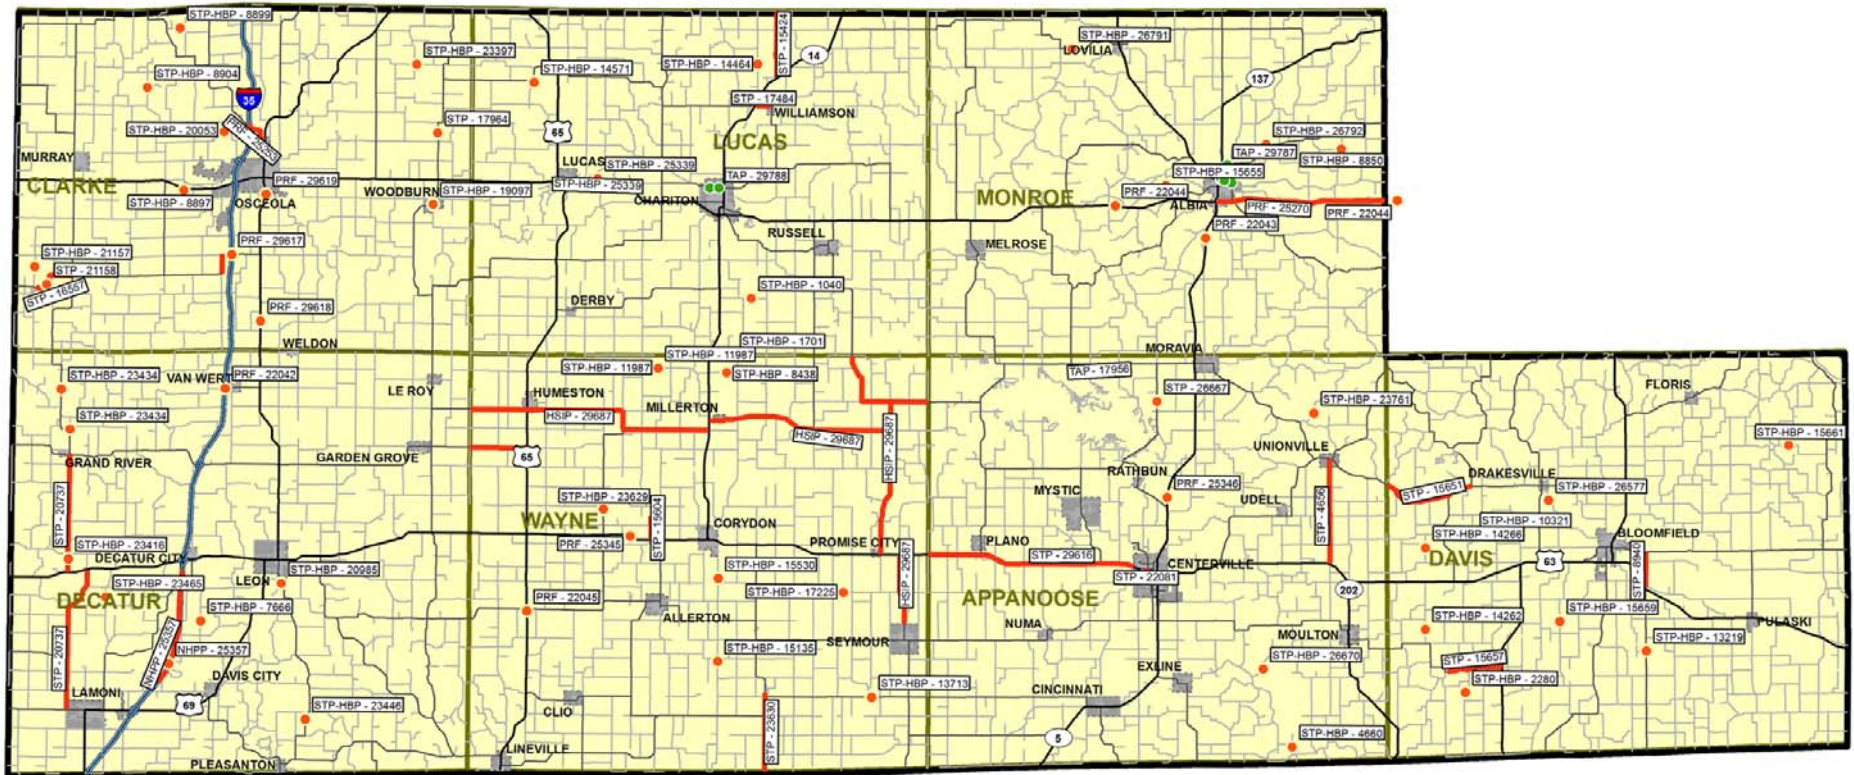 STP-HBP - 8899
STP - 15424
STP-HBP - 23397
STP-HBP - 26791
LOVILIA
STP-HBP - 14571
STP-HBP - 14464
14
STP-HBP - 8904
137
35
STP - 17484
WILLIAMSON
STP - 17964
STP-HBP - 20053
PRF - 25253
65
LUCAS
STP-HBP - 26792
TAP - 29787
STP-HBP - 8850
MURRAY
LUCAS
STP-HBP - 25339
STP-HBP - 15655
CLARKE
PRF - 29619
STP-HBP - 25339
TAP - 29788
WOODBURN
STP-HBP - 19097
PRF - 22044
STP-HBP - 8897
OSCEOLA
CHARITON
MONROE
ALBIA
PRF - 25270
PRF - 22044
PRF - 22043
RUSSELL
PRF - 29617
MELROSE
STP-HBP - 21157
STP - 21158
STP - 16557
STP-HBP - 1040
DERBY
PRF - 29618
WELDON
STP-HBP - 1701
MORAVIA
STP-HBP - 11987
STP-HBP - 11987
STP-HBP - 8438
TAP - 17956
STP-HBP - 23434
VAN WERT
PRF - 22042
LE ROY
HUMESTON
STP - 26667
FLORIS
STP-HBP - 23761
STP-HBP - 23434
HSIP - 29687
MILLERTON
HSIP - 29687
HSIP - 29687
STP-HBP - 15661
GRAND RIVER
GARDEN GROVE
65
UNIONVILLE
RATHBUN
DRAKESVILLE
PRF - 25346
MYSTIC
UDELL
STP - 4656
STP - 15651
STP-HBP - 26577
STP - 20737
STP-HBP - 23629
STP - 15604
WAYNE
CORYDON
STP-HBP - 10321
STP-HBP - 14266
BLOOMFIELD
PRF - 25345
PROMISE CITY
PLANO
STP-HBP - 23416
DECATUR CITY
STP - 29616
CENTERVILLE
DAVIS
63
STP - 8940
STP-HBP - 20985
STP-HBP - 15530
HSIP - 29687
STP - 22081
STP-HBP - 23465
LEON
DECATUR
STP-HBP - 17225
APPANOOSE
202
STP-HBP - 7666
PRF - 22045
ALLERTON
STP-HBP - 15659
STP-HBP - 14262
PULASKI
NUMA
MOULTON
STP-HBP - 13219
STP - 20737
NHPP - 25357
NHPP - 25357
SEYMOUR
STP-HBP - 15135
STP-HBP - 26670
STP - 15657
EXLINE
DAVIS CITY
STP-HBP - 13713
STP-HBP - 2280
LAMONI
CINCINNATI
69
STP-HBP - 23446
CLIO
STP - 23630
5
STP-HBP - 4660
LINEVILLE
PLEASANTON